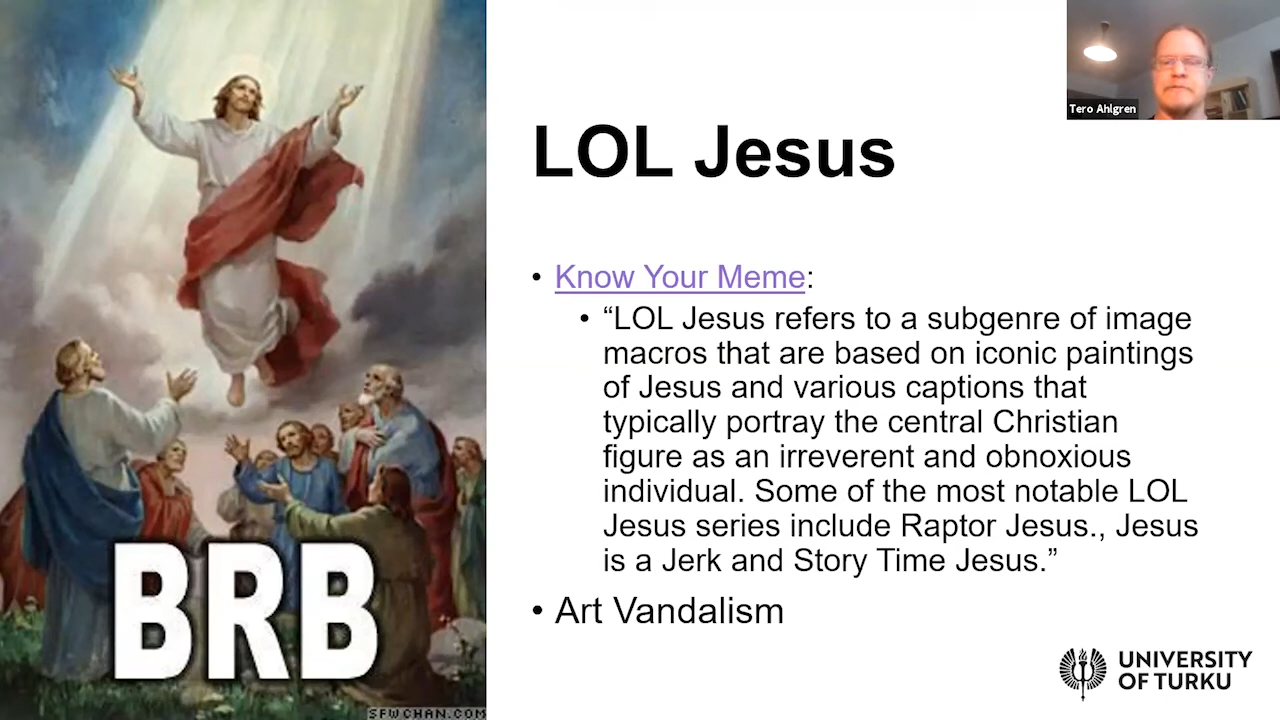 Tero Ahlgren
LOL Jesus
• Know Your Meme:
• “LOL Jesus refers to a subgenre of image
macros that are based on iconic paintings
of Jesus and various captions that
typically portray the central Christian
figure as an irreverent and obnoxious
individual. Some of the most notable LOL
Jesus series include Raptor Jesus., Jesus
is a Jerk and Story Time Jesus.”
• Art Vandalism
BRB
SFWCHAN.COM
UNIVERSITY
OF TURKU